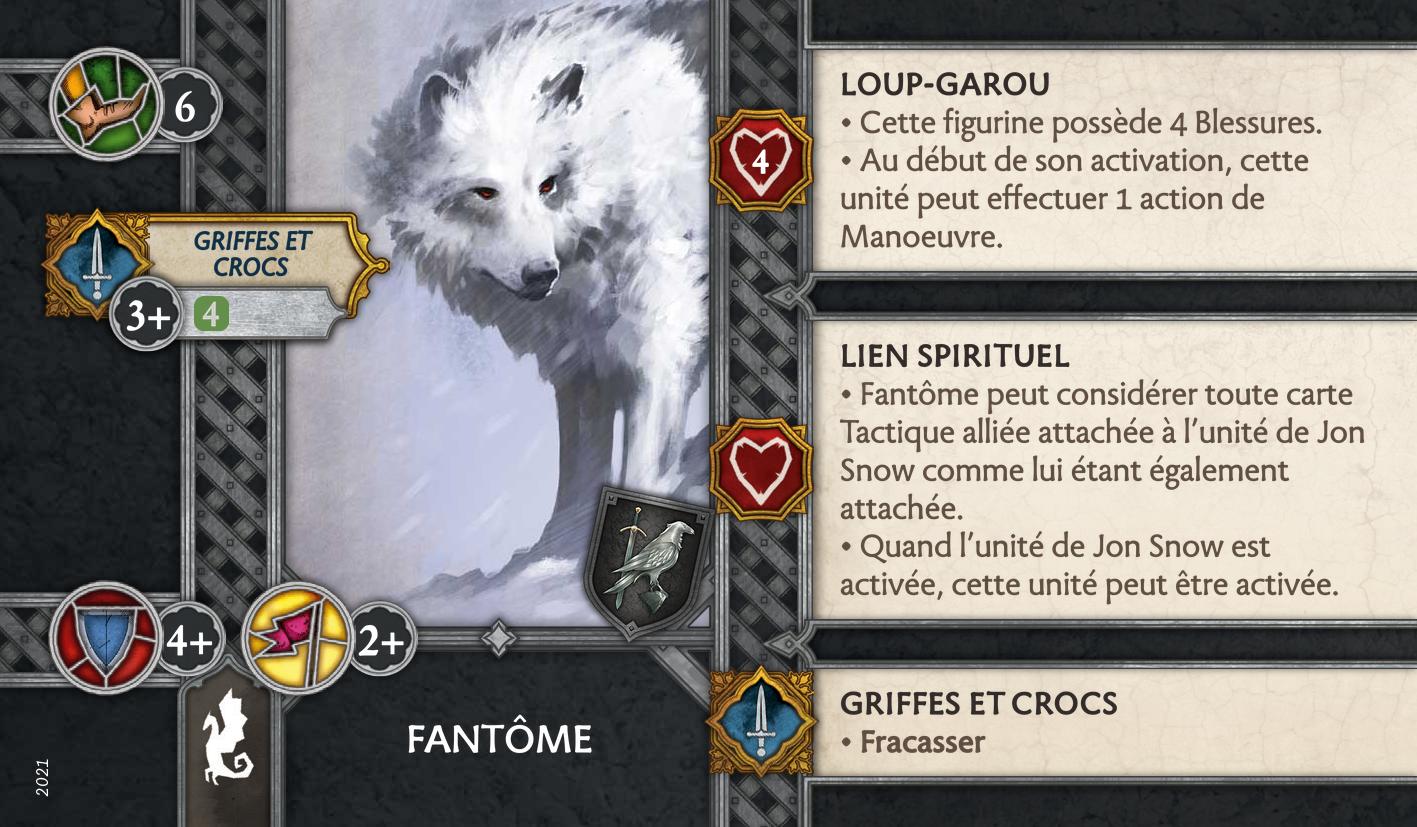 6
GRIFFES ET
CROCS
3+
4
4+
2+
FANTÔME
2021
4
LOUP-GAROU
• Cette figurine possède 4 Blessures.
• Au début de son activation, cette
unité peut effectuer 1 action de
Manoeuvre.
LIEN SPIRITUEL
• Fantôme peut considérer toute carte
Tactique alliée attachée à l'unité de Jon
Snow comme lui étant également
attachée.
• Quand l'unité de Jon Snow est
activée, cette unité peut être activée.
GRIFFES ET CROCS
• Fracasser